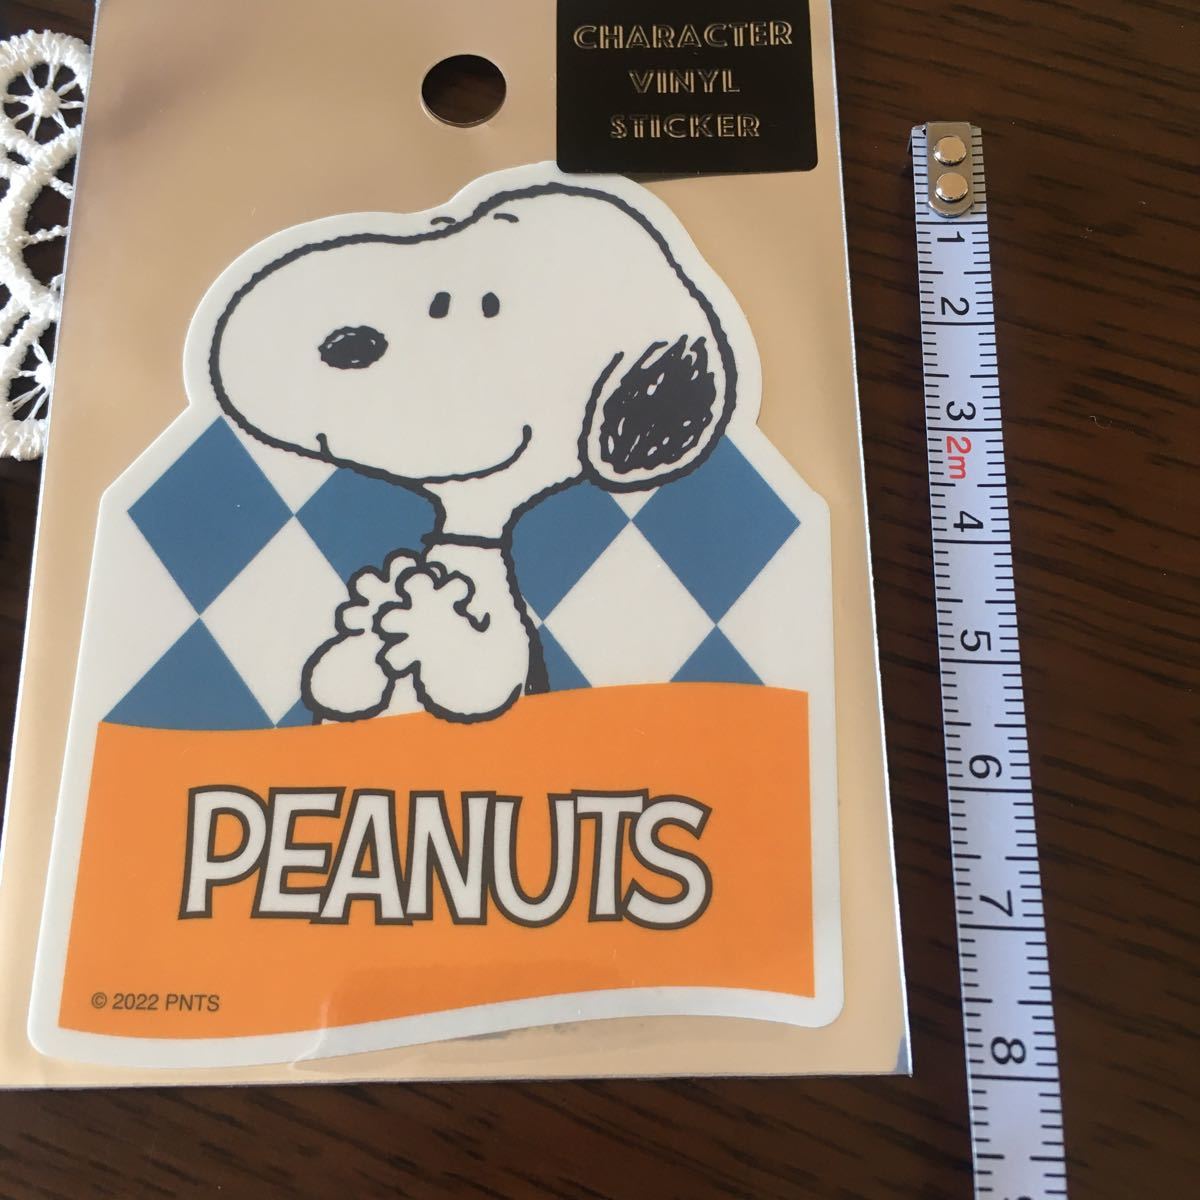 CHARACTER
VINYL
STICKER
PEANUTS
© 2022 PNTS
1
2
3
2m
4
5
6
7
8